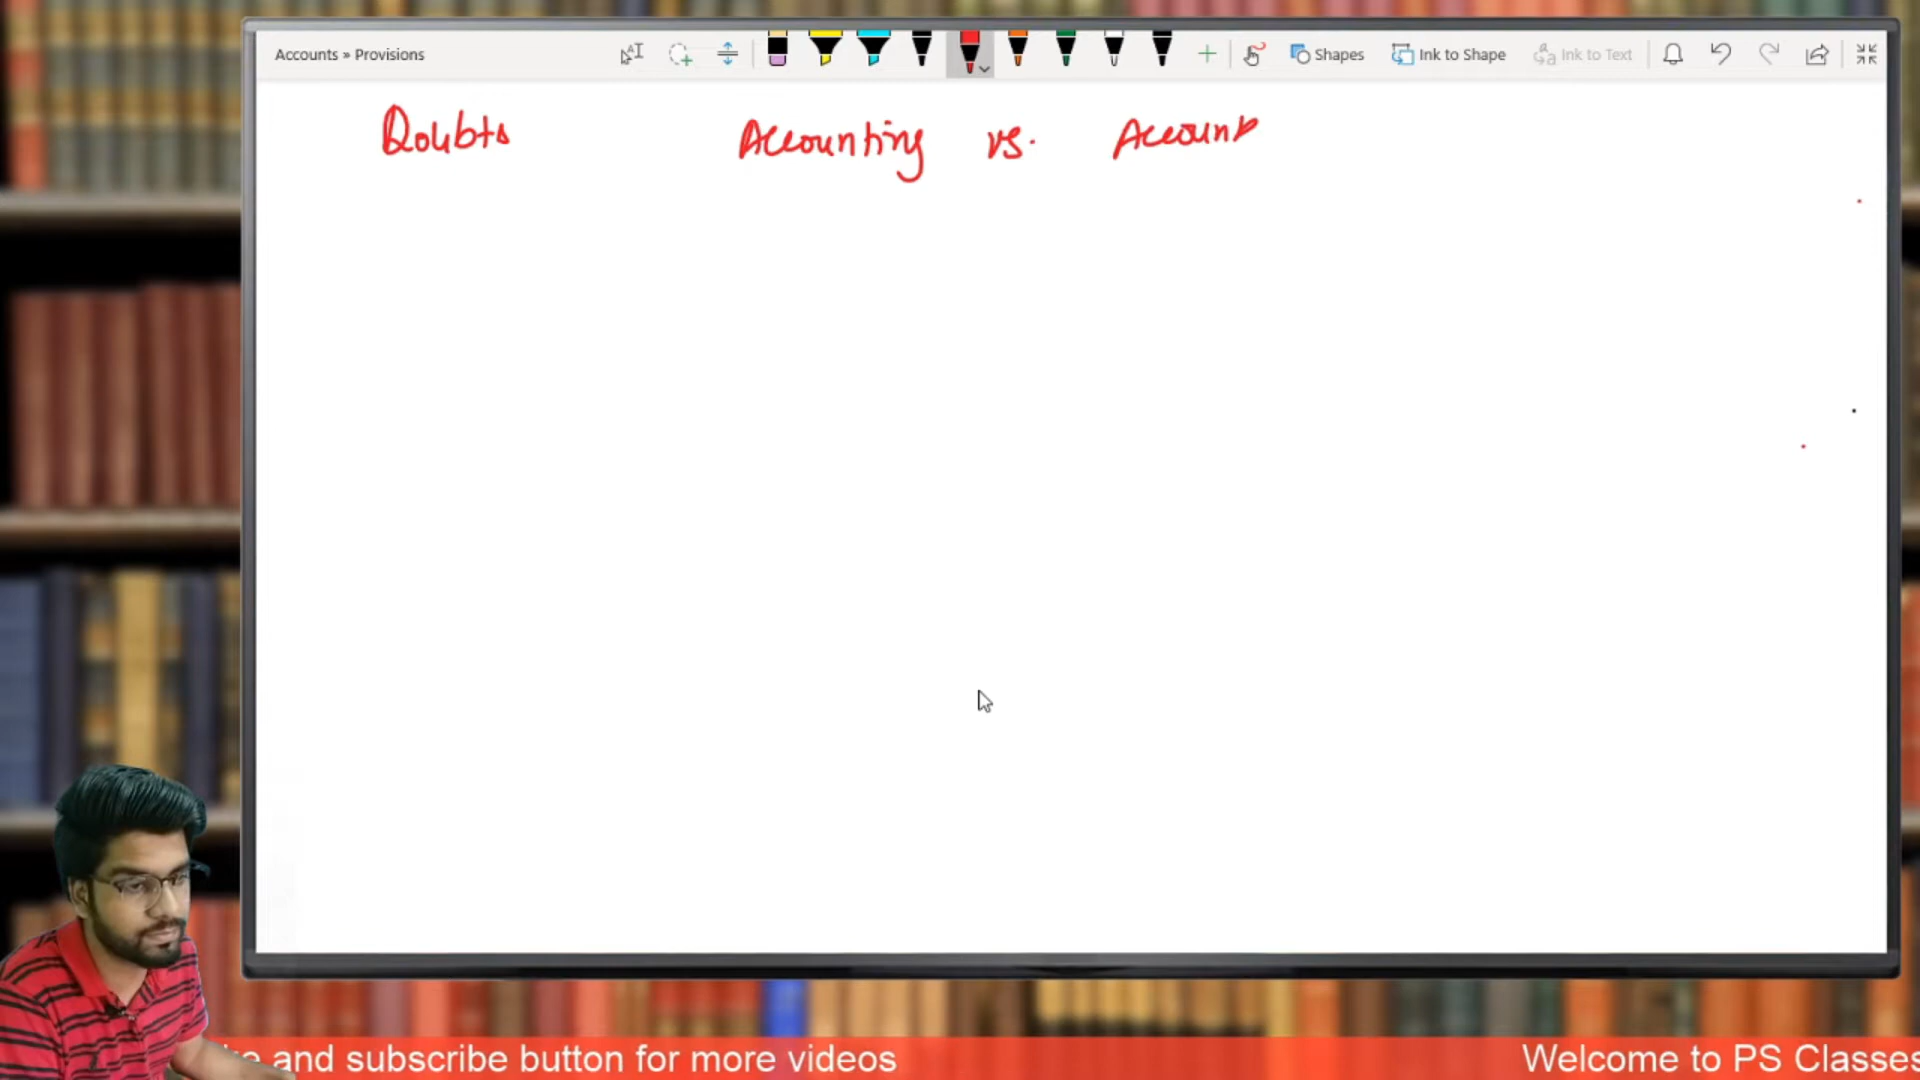 Accounts » Provisions
Shapes
Ink to Shape
Ink to Text
Doubts Accounting vs. Account
and subscribe button for more videos
Welcome to PS Classes